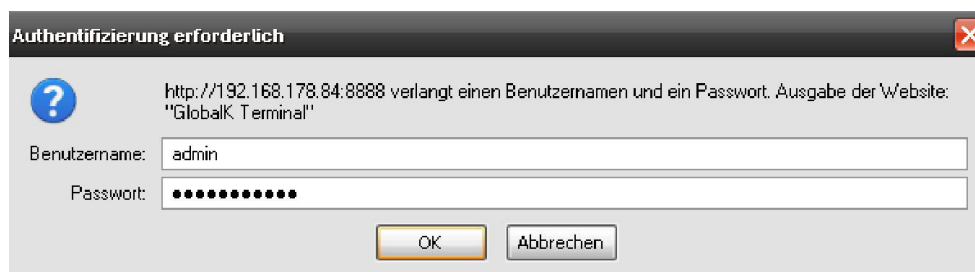 Authentifizierung erforderlich
http://192.168.178.84:8888 verlangt einen Benutzernamen und ein Passwort. Ausgabe der Website:
"GlobalK Terminal"
Benutzername: admin
Passwort: ●●●●●●●●●●●
OK Abbrechen